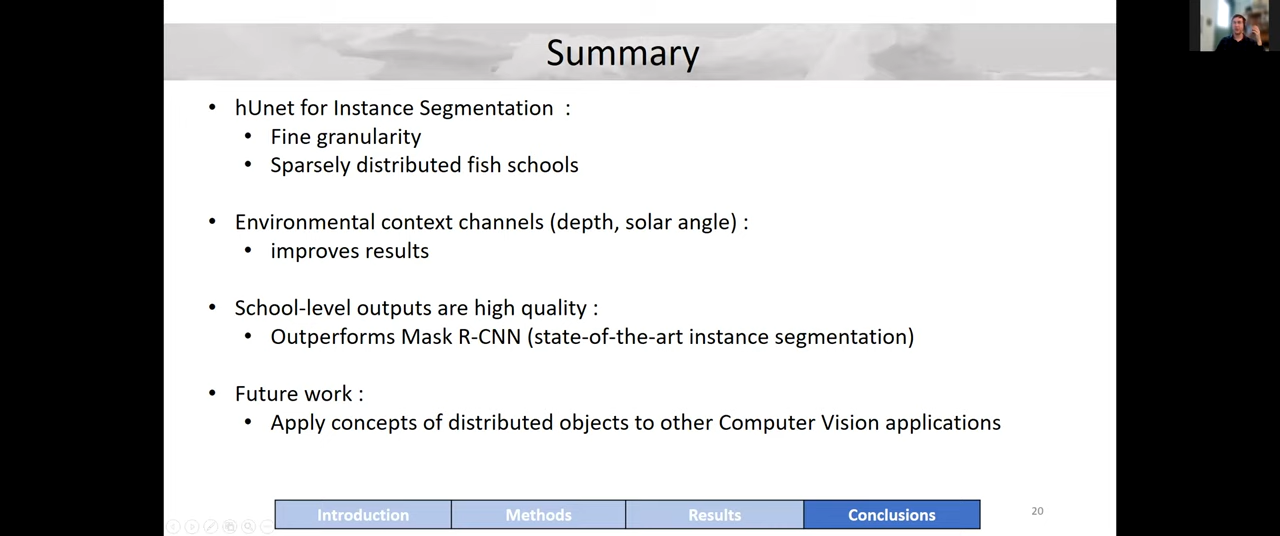 Summary
• hUnet for Instance Segmentation :
• Fine granularity
• Sparsely distributed fish schools
• Environmental context channels (depth, solar angle) :
• improves results
• School-level outputs are high quality :
• Outperforms Mask R-CNN (state-of-the-art instance segmentation)
• Future work :
• Apply concepts of distributed objects to other Computer Vision applications
Introduction Methods Results Conclusions
20